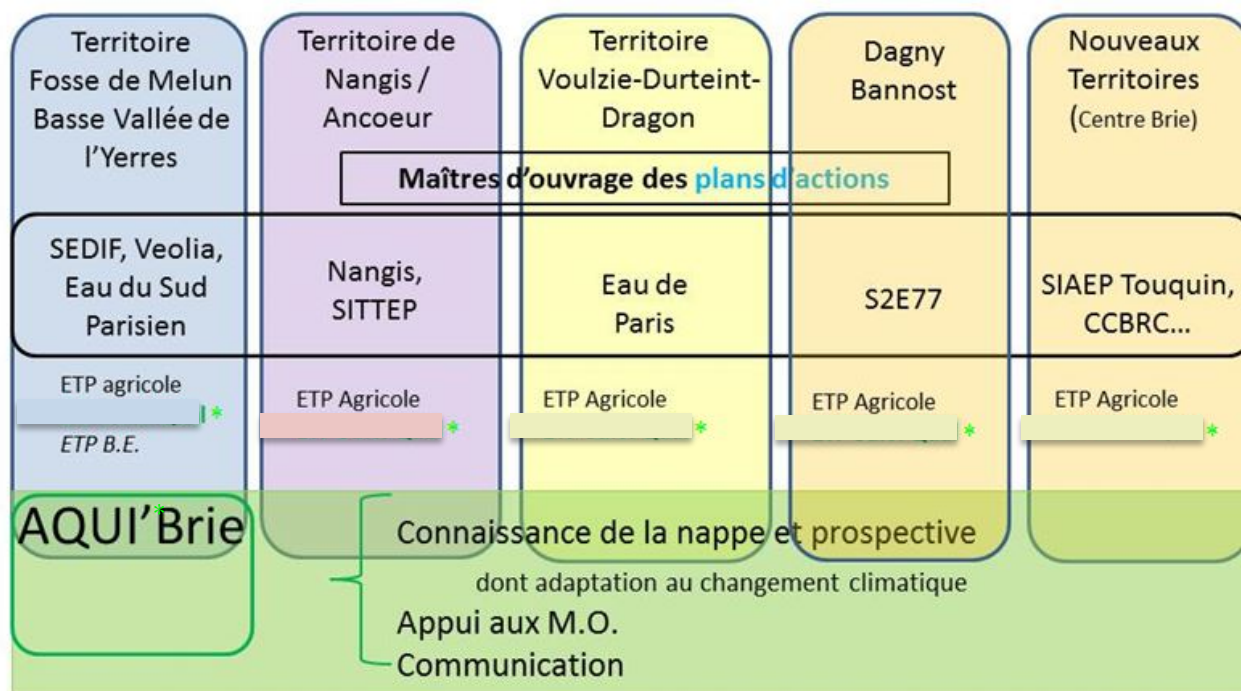 Territoire
Fosse de Melun
Basse Vallée de
l'Yerres
Territoire de
Nangis /
Ancoeur
Territoire
Voulzie-Durteint-
Dragon
Dagny
Bannost
Nouveaux
Territoires
(Centre Brie)
Maîtres d'ouvrage des plans d'actions
SEDIF, Veolia,
Eau du Sud
Parisien
Nangis,
SITTEP
Eau de
Paris
S2E77
SIAEP Touquin,
CCBRC...
ETP agricole
*
ETP B.E.
ETP Agricole
*
ETP Agricole
*
ETP Agricole
*
ETP Agricole
*
AQUI'Brie
*
Connaissance de la nappe et prospective
dont adaptation au changement climatique
Appui aux M.O.
Communication